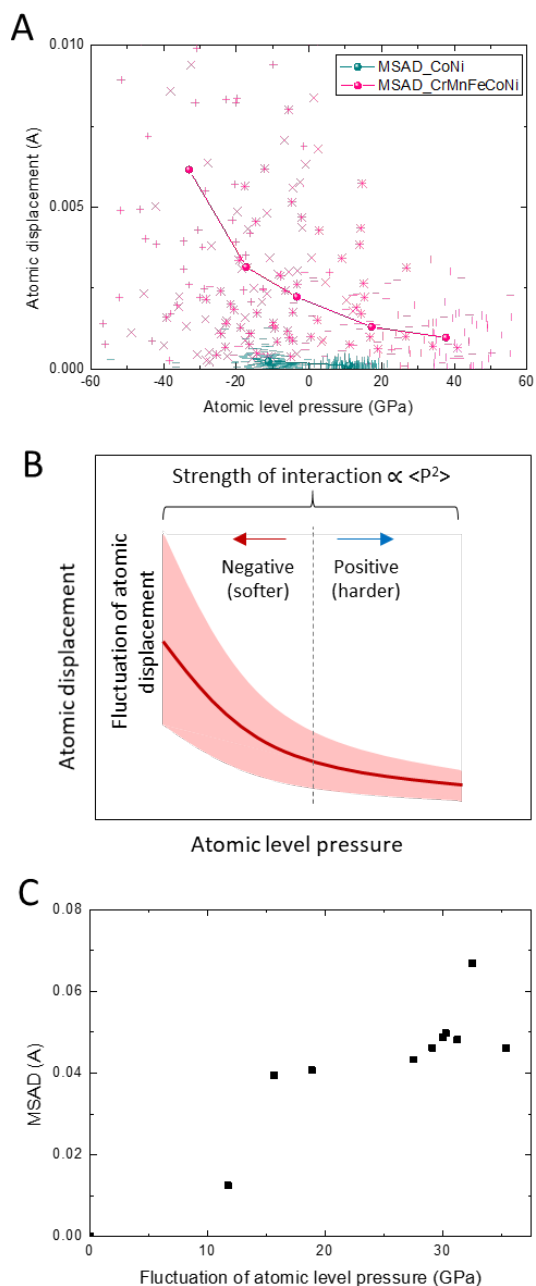 A
0.010
0.005
0.000
-60
-40
-20
0
20
40
60
Atomic displacement (A)
Atomic level pressure (GPa)
MSAD_CoNi
MSAD_CrMnFeCoNi
B
Strength of interaction ∝ <P²>
Negative
(softer)
Positive
(harder)
Atomic displacement
Fluctuation of atomic
displacement
Atomic level pressure
C
0.08
0.06
0.04
0.02
0.00
0
10
20
30
MSAD (A)
Fluctuation of atomic level pressure (GPa)